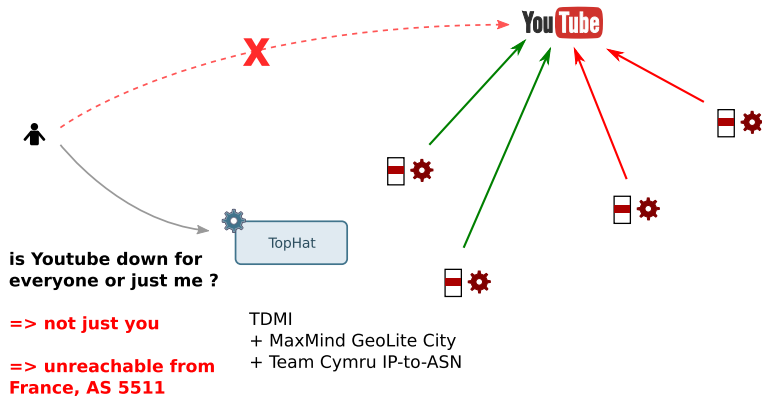 YouTube
X
TopHat
is Youtube down for
everyone or just me ?
=> not just you
=> unreachable from
France, AS 5511
TDMI
+ MaxMind GeoLite City
+ Team Cymru IP-to-ASN